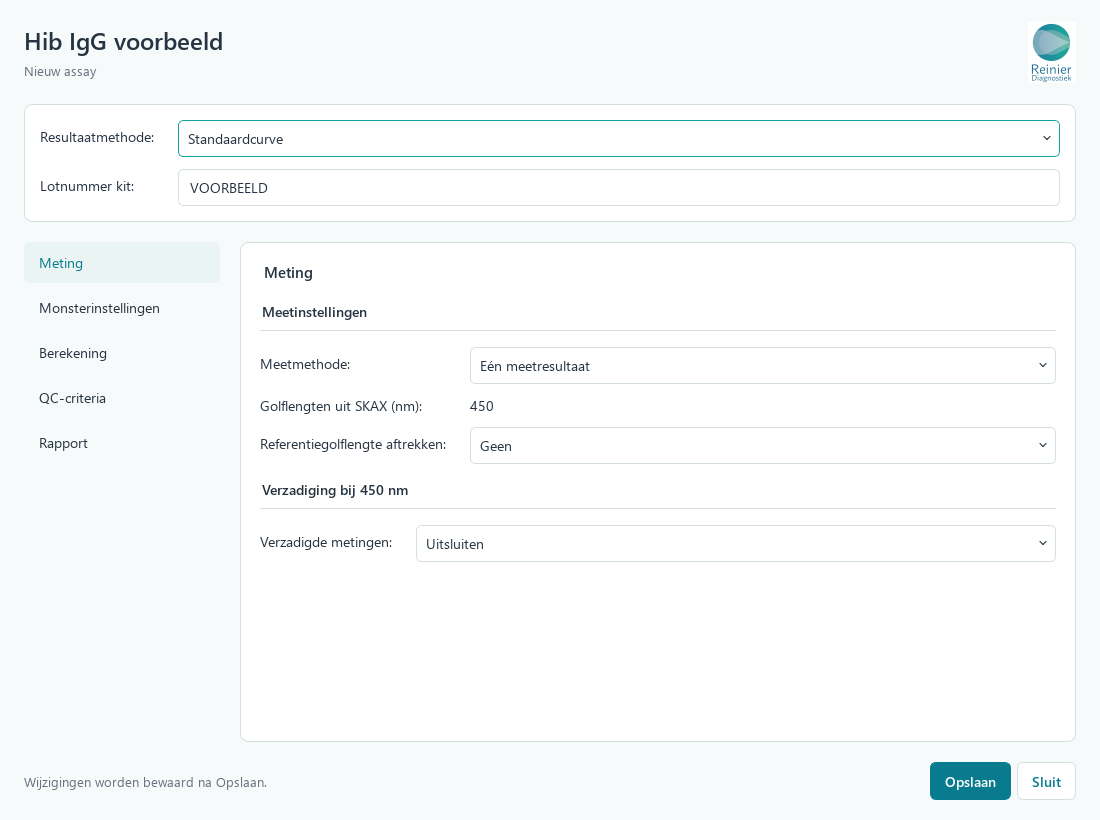 Hib IgG voorbeeld
Nieuw assay
Reinier
Diagnostiek
Resultaatmethode:
Standaardcurve
Lotnummer kit:
VOORBEELD
Meting
Monsterinstellingen
Berekening
QC-criteria
Rapport
Meting
Meetinstellingen
Meetmethode:
Eén meetresultaat
Golflengten uit SKAX (nm):
450
Referentiegolflengte aftrekken:
Geen
Verzadiging bij 450 nm
Verzadigde metingen:
Uitsluiten
Wijzigingen worden bewaard na Opslaan.
Opslaan
Sluit